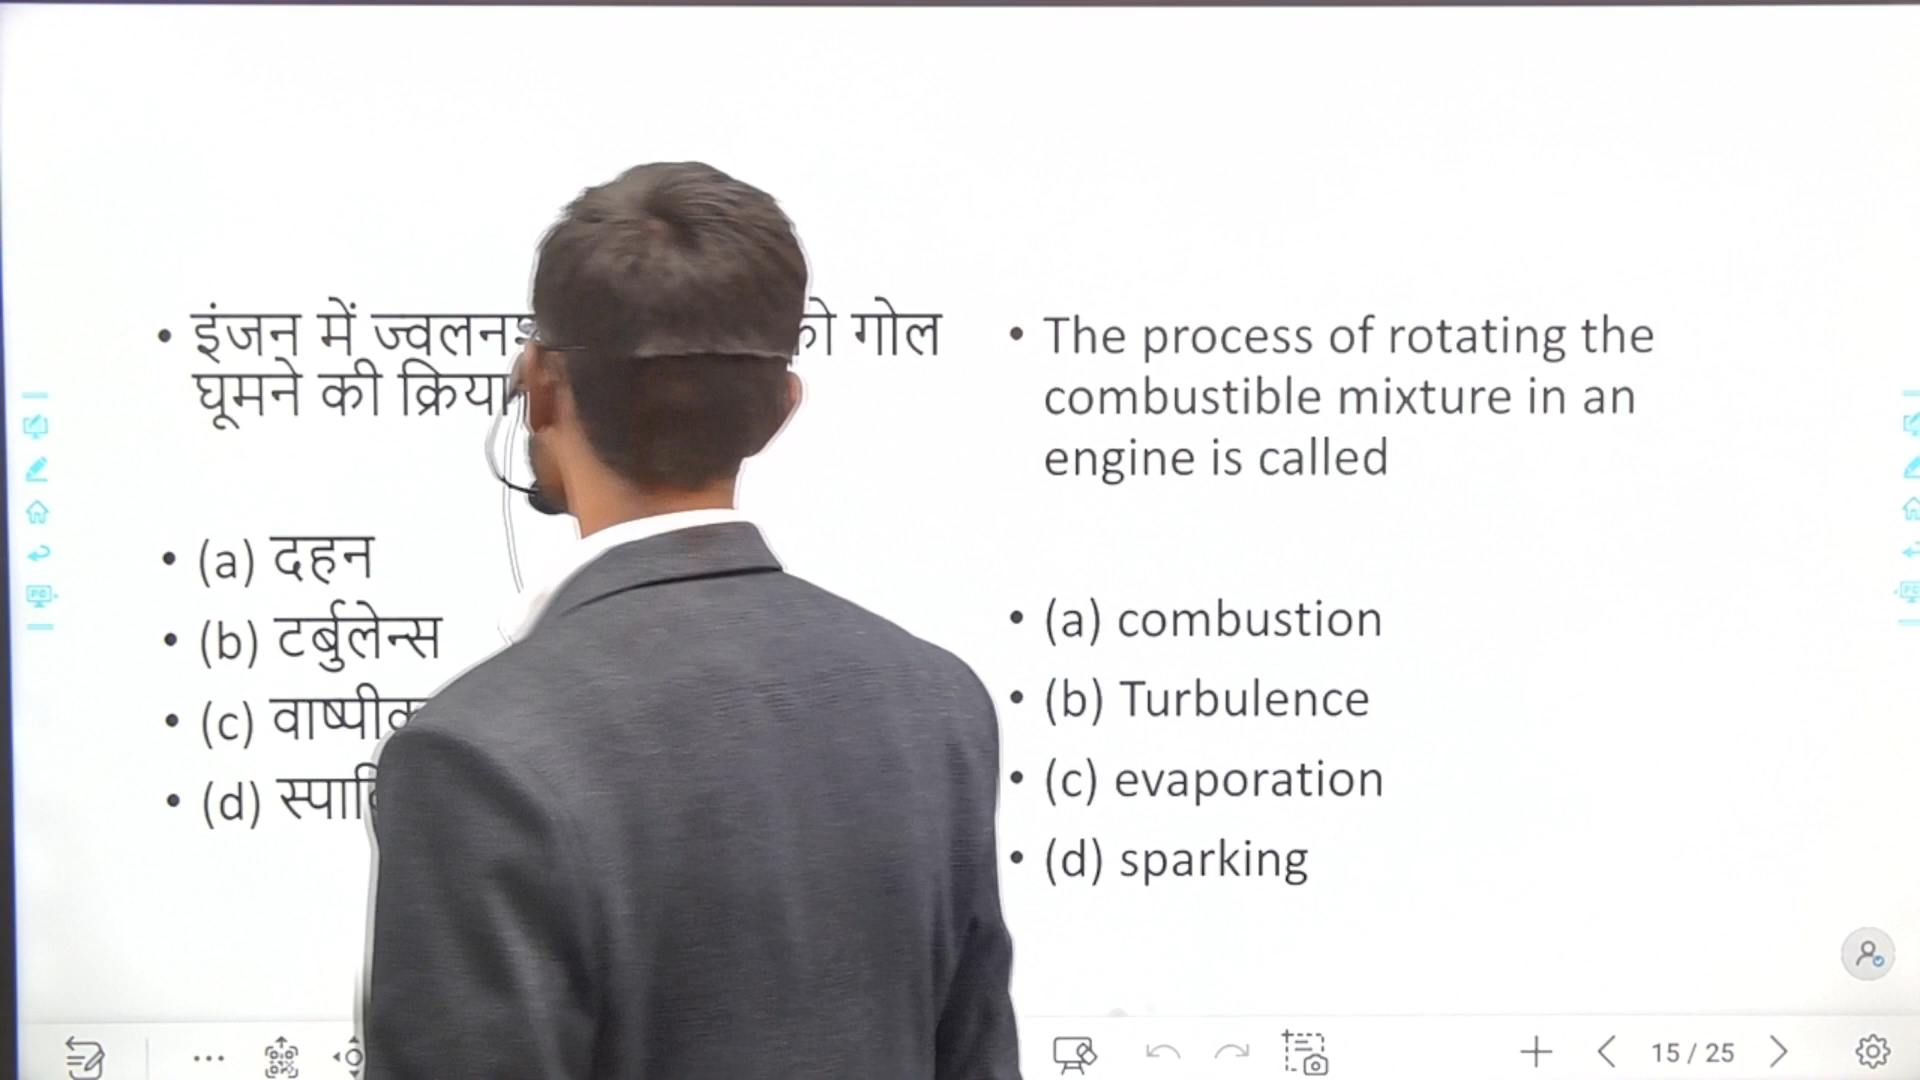 • इंजन में गोल
घूमने की क्रिया
• (a) दहन
• (b) टर्बुलेन्स
• (c)
• (d)
• The process of rotating the
combustible mixture in an
engine is called
• (a) combustion
• (b) Turbulence
• (c) evaporation
• (d) sparking
15 / 25